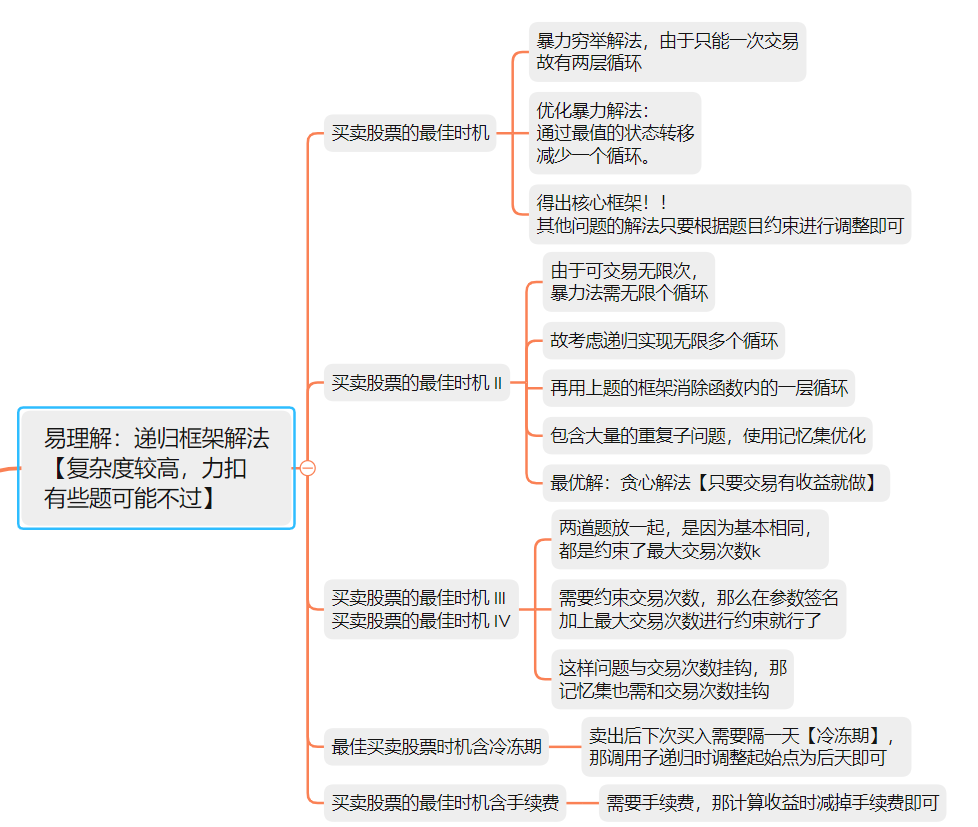 易理解：递归框架解法
【复杂度较高，力扣
有些题可能不过】
买卖股票的最佳时机
暴力穷举解法，由于只能一次交易
故有两层循环
优化暴力解法：
通过最值的状态转移
减少一个循环。
得出核心框架！！
其他问题的解法只要根据题目约束进行调整即可
买卖股票的最佳时机 II
由于可交易无限次，
暴力法需无限个循环
故考虑递归实现无限多个循环
再用上题的框架消除函数内的一层循环
包含大量的重复子问题，使用记忆集优化
最优解：贪心解法【只要交易有收益就做】
买卖股票的最佳时机 III
买卖股票的最佳时机 IV
两道题放一起，是因为基本相同，
都是约束了最大交易次数k
需要约束交易次数，那么在参数签名
加上最大交易次数进行约束就行了
这样问题与交易次数挂钩，那
记忆集也需和交易次数挂钩
最佳买卖股票时机含冷冻期
卖出后下次买入需要隔一天【冷冻期】，
那调用子递归时调整起始点为后天即可
买卖股票的最佳时机含手续费
需要手续费，那计算收益时减掉手续费即可